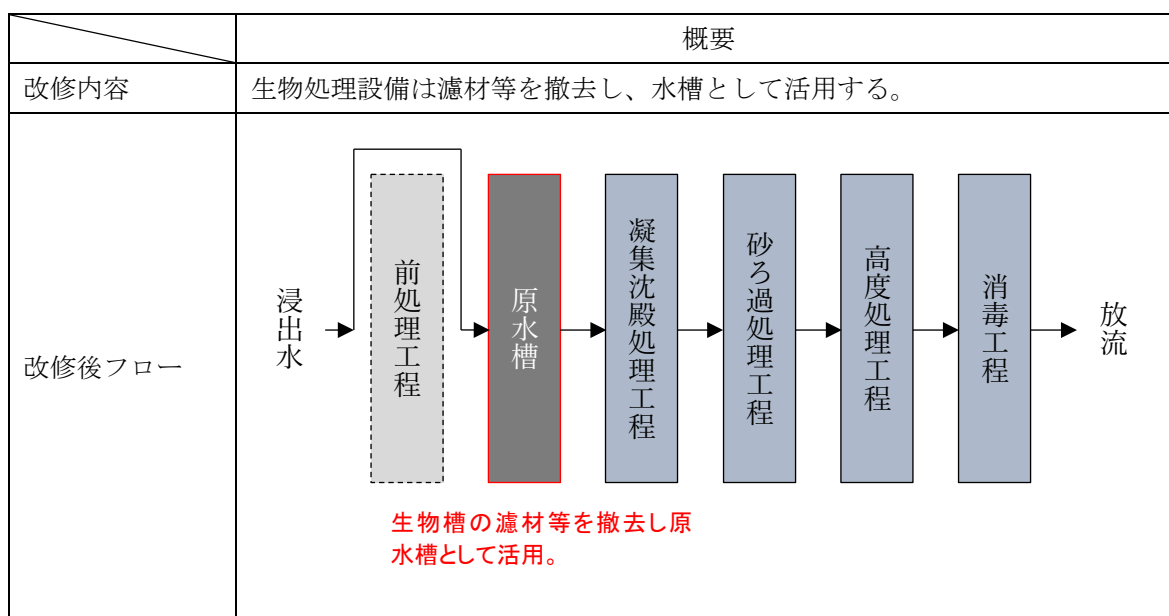 概要
改修内容
生物処理設備は濾材等を撤去し、水槽として活用する。
改修後フロー
浸出水
前処理工程
原水槽
凝集沈殿処理工程
砂ろ過処理工程
高度処理工程
消毒工程
放流
生物槽の濾材等を撤去し原
水槽として活用。